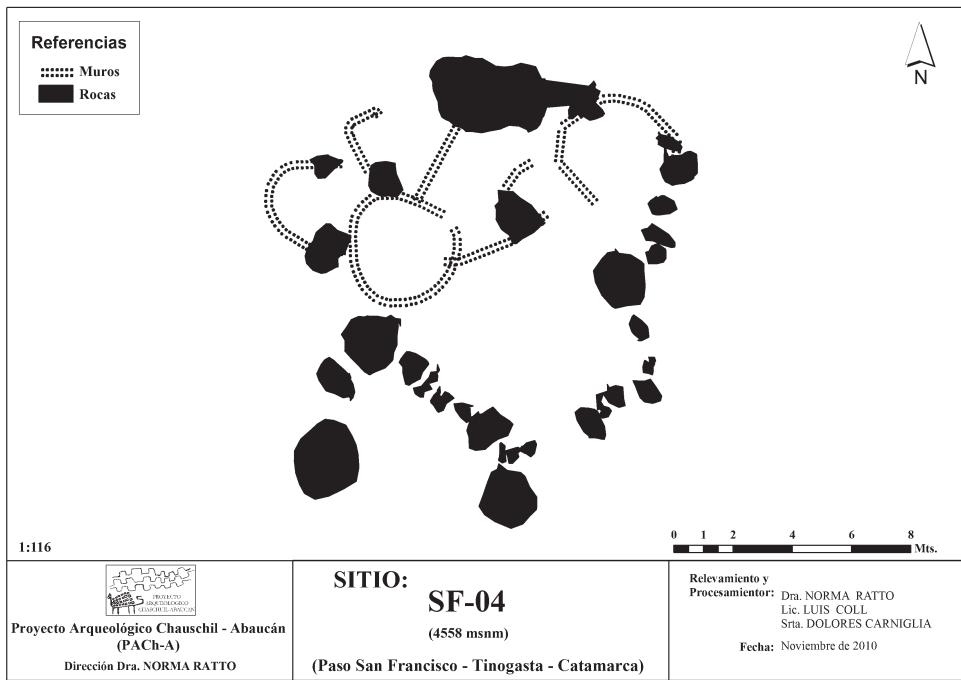 Referencias
Muros
Rocas
N
1:116
0 1 2 4 6 8
Mts.
PROYECTO
ARQUEOLOGICO
Proyecto Arqueológico Chauschil - Abaucán
(PACh-A)
Dirección Dra. NORMA RATTO
SITIO:
SF-04
(4558 msnm)
(Paso San Francisco - Tinogasta - Catamarca)
Relevamiento y
Procesamientor: Dra. NORMA RATTO
Lic. LUIS COLL
Srta. DOLORES CARNIGLIA
Fecha: Noviembre de 2010